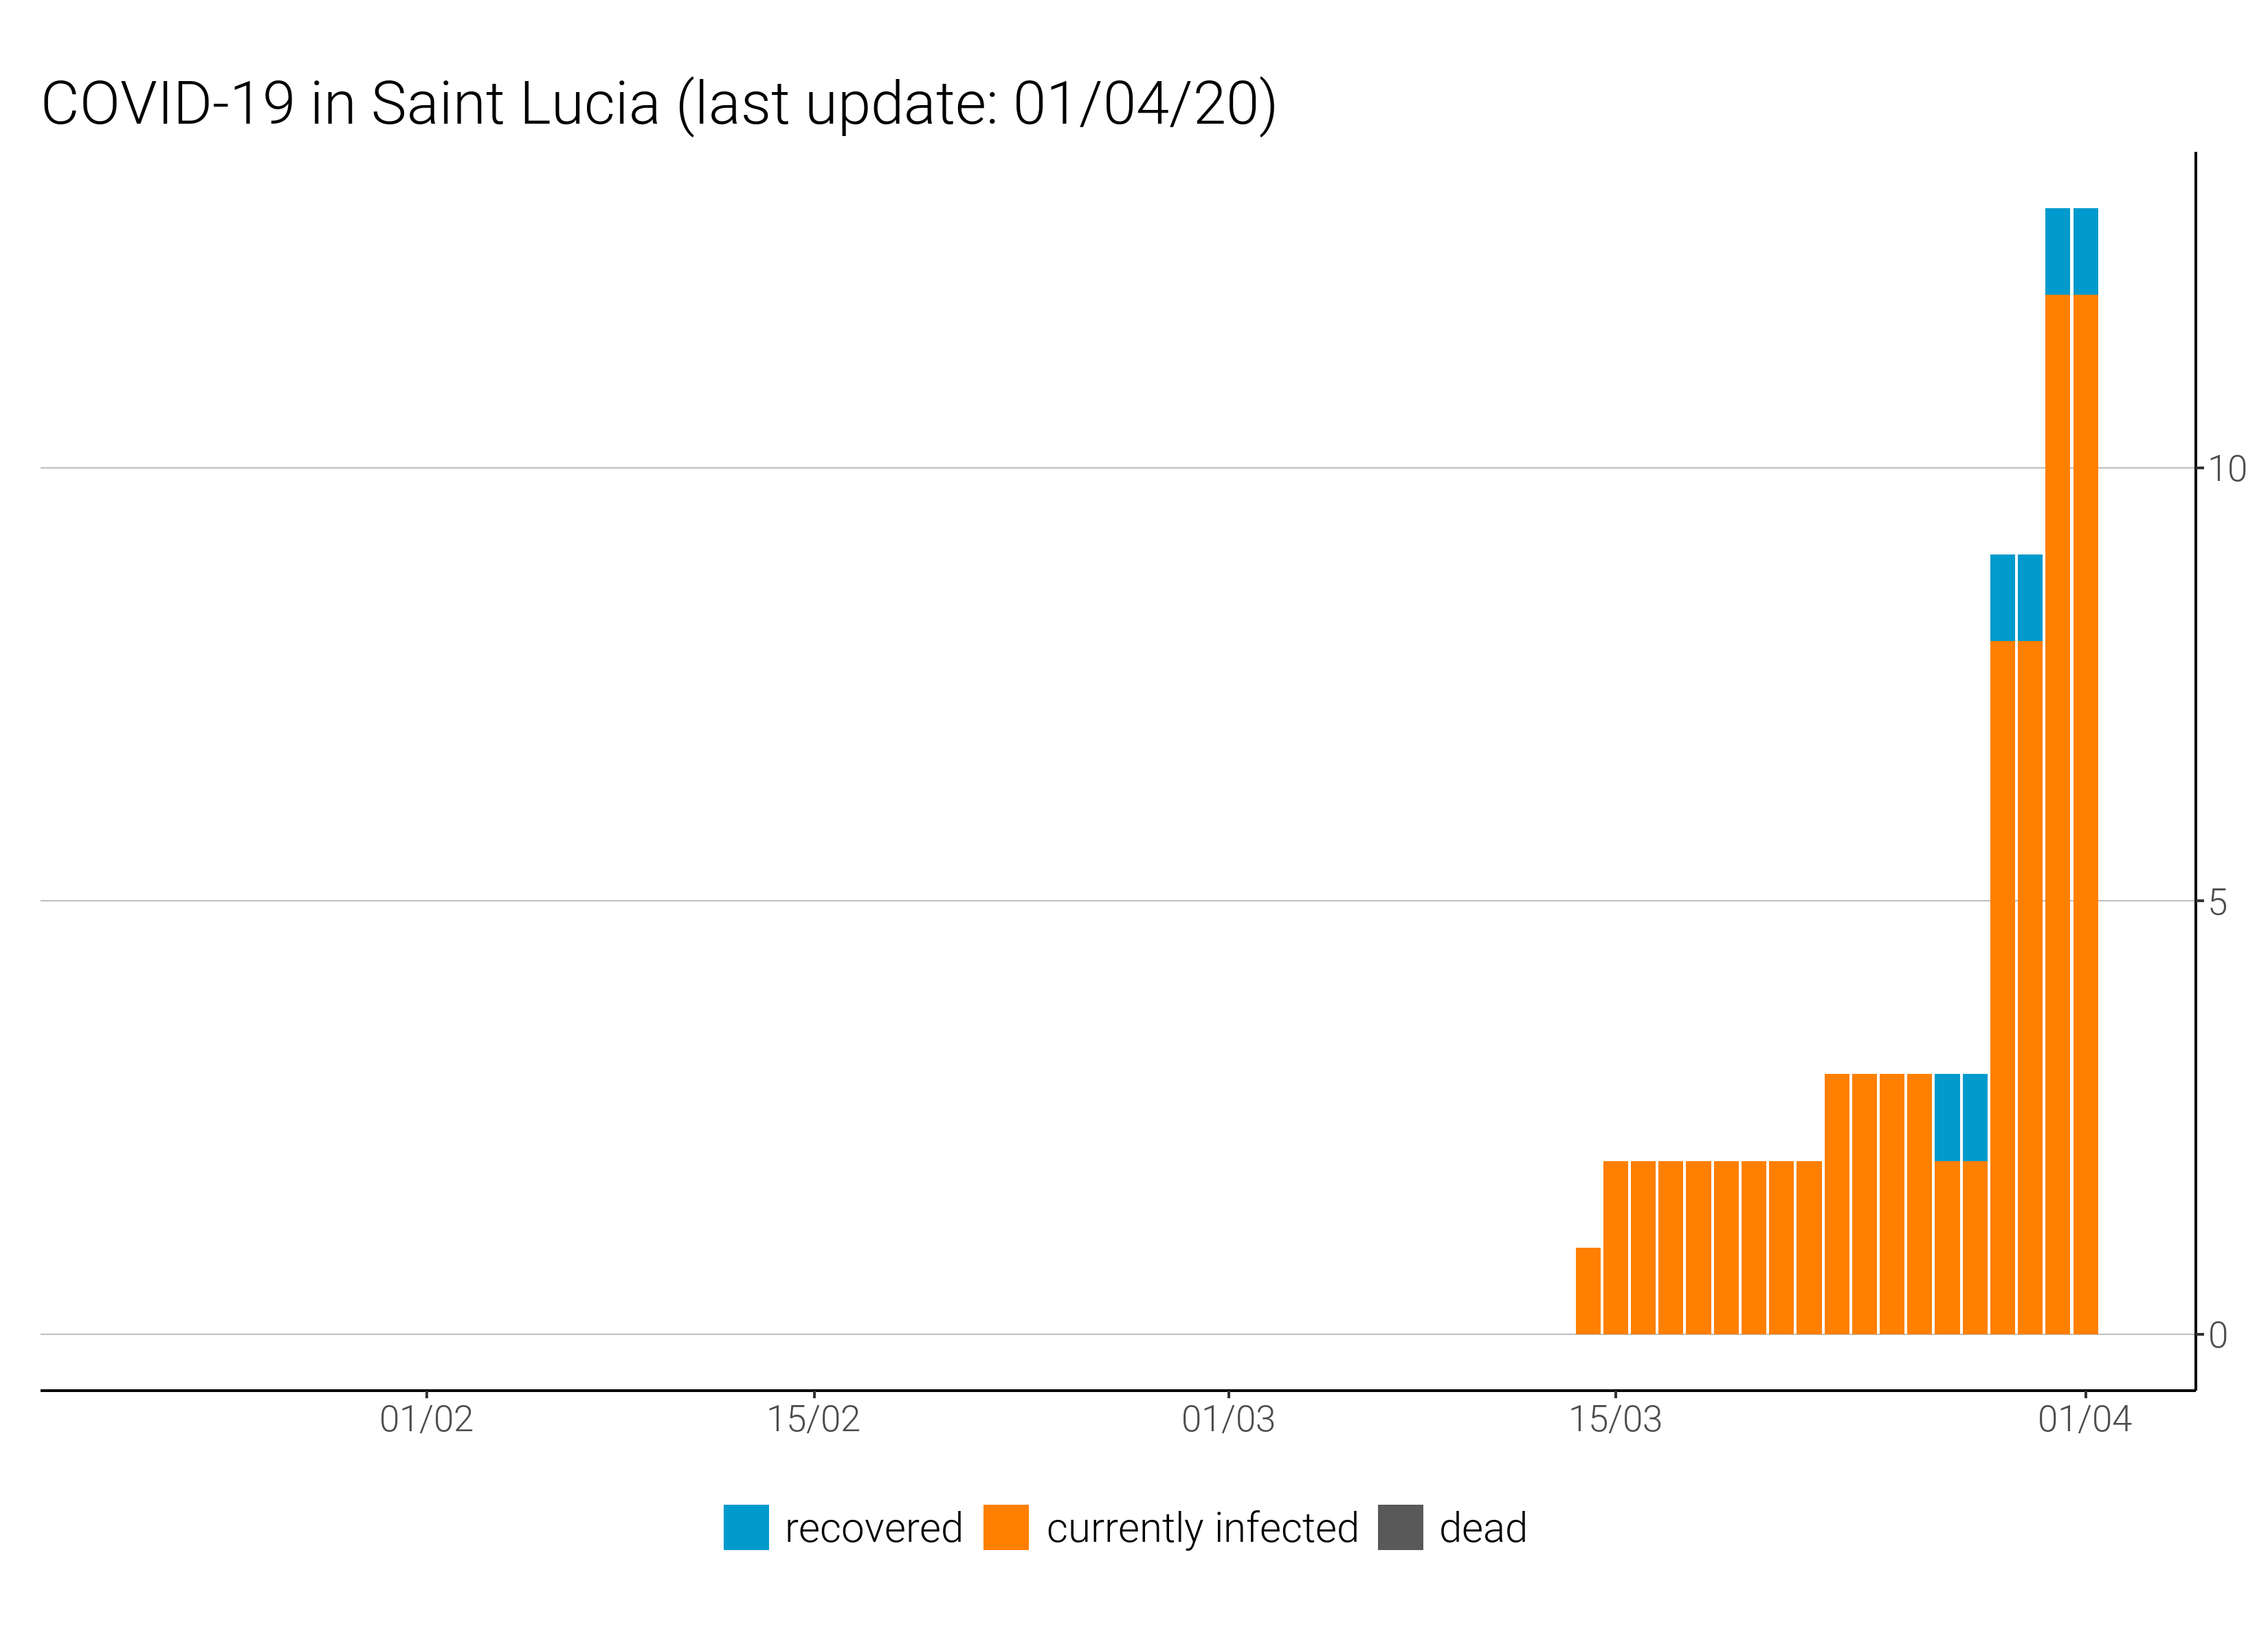 COVID-19 in Saint Lucia (last update: 01/04/20)
10
5
0
01/02 15/02 01/03 15/03 01/04
recovered currently infected dead